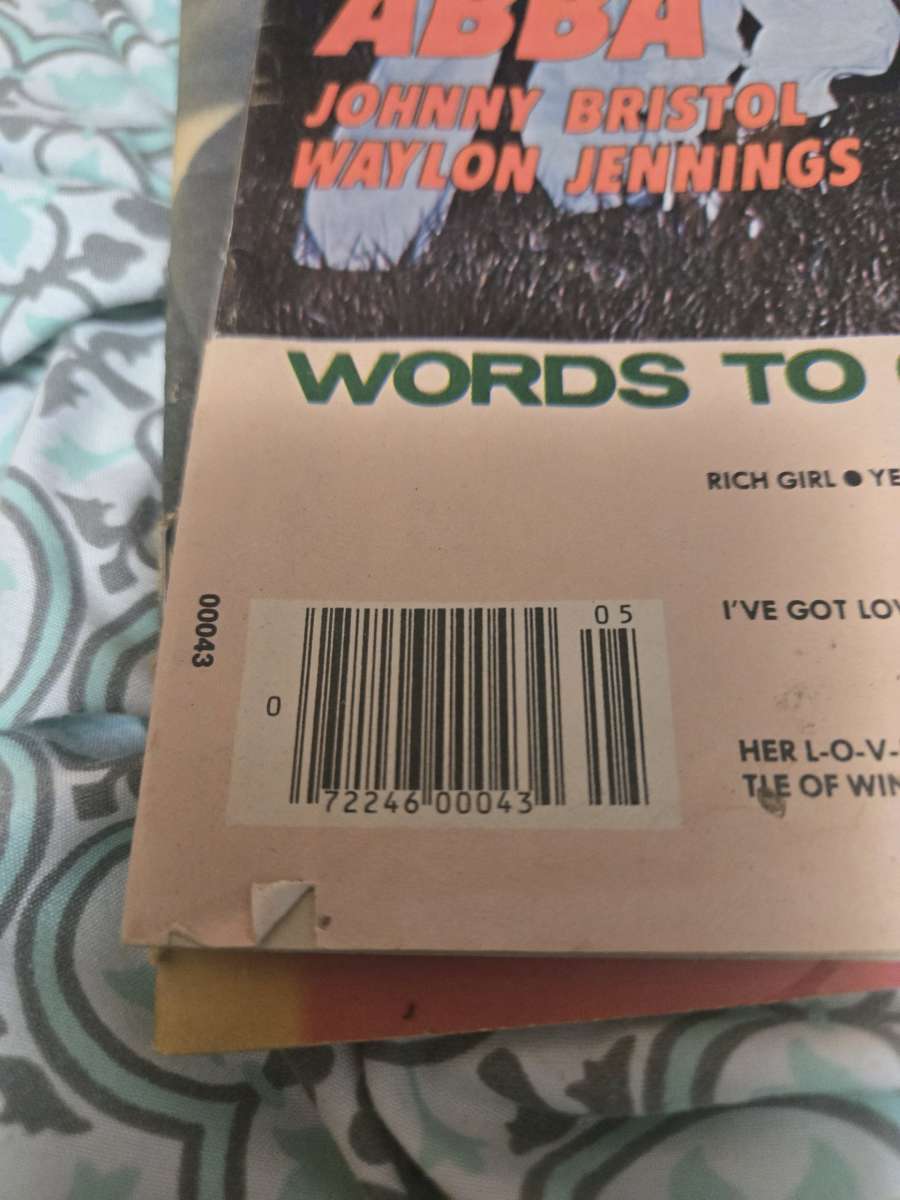 ABBA
JOHNNY BRISTOL
WAYLON JENNINGS
WORDS TO
RICH GIRL ● YE
I'VE GOT LOV
HER L-O-V-
TLE OF WIN
00043
05
0
72246 00043